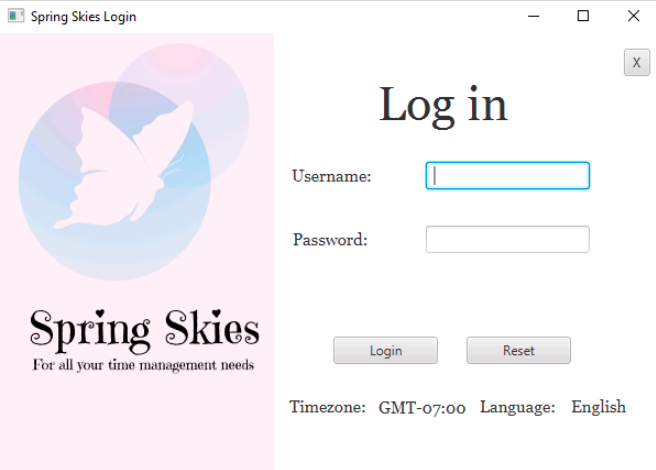 Spring Skies Login
X
Log in
Username:
Password:
Spring Skies
For all your time management needs
Login Reset
Timezone: GMT-07:00 Language: English